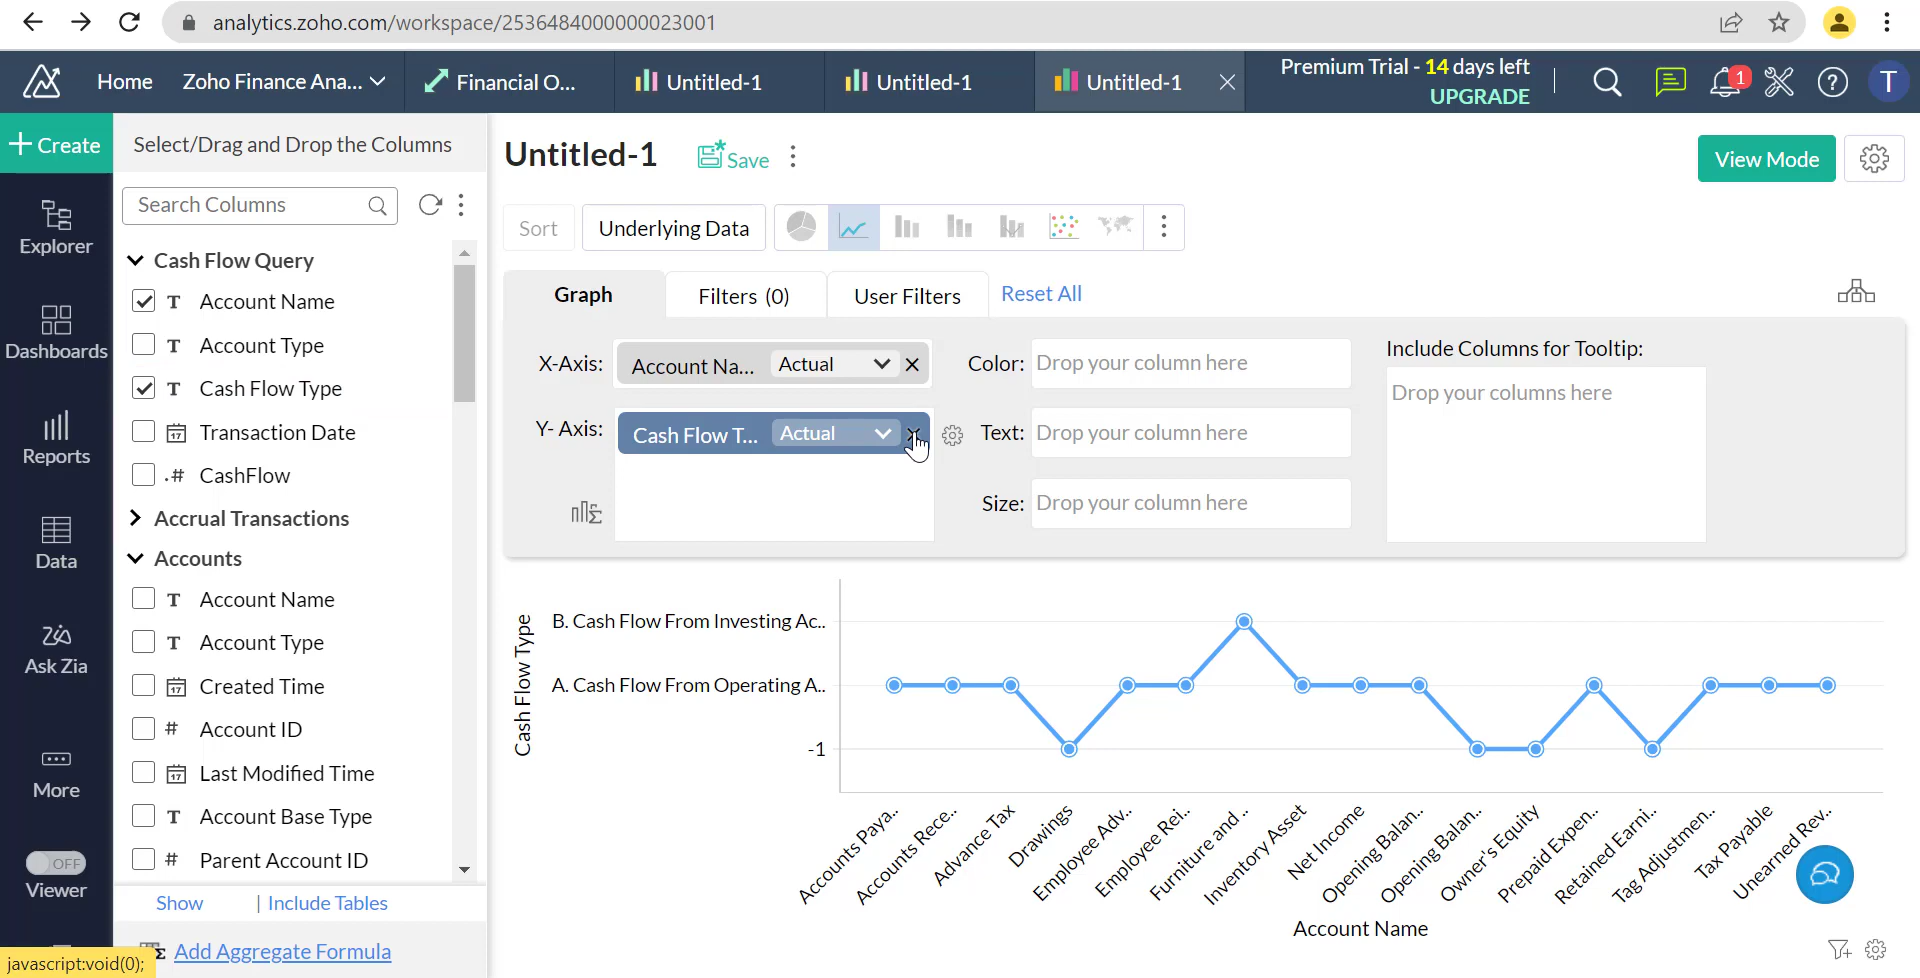 analytics.zoho.com/workspace/2536484000000023001
Home
Zoho Finance Ana...
Financial O...
Untitled-1
Untitled-1
Untitled-1
Premium Trial - 14 days left
UPGRADE
1
T
Create
Explorer
Dashboards
Reports
Data
Ask Zia
More
OFF
Viewer
Select/Drag and Drop the Columns
Search Columns
Cash Flow Query
T Account Name
T Account Type
T Cash Flow Type
17 Transaction Date
.# CashFlow
Accrual Transactions
Accounts
T Account Name
T Account Type
17 Created Time
# Account ID
17 Last Modified Time
T Account Base Type
# Parent Account ID
Show | Include Tables
Add Aggregate Formula
javascript:void(0);
Untitled-1
Save
View Mode
Sort
Underlying Data
Graph
Filters (0)
User Filters
Reset All
X-Axis: Account Na... Actual
Y- Axis: Cash Flow T... Actual
Color: Drop your column here
Text: Drop your column here
Size: Drop your column here
Include Columns for Tooltip:
Drop your columns here
Cash Flow Type
B. Cash Flow From Investing Ac..
A. Cash Flow From Operating A..
-1
Accounts Paya..
Accounts Rece..
Advance Tax
Drawings
Employee Adv..
Employee Rei..
Furniture and ..
Inventory Asset
Net Income
Opening Balan..
Opening Balan..
Owner's Equity
Prepaid Expen..
Retained Earni..
Tag Adjustmen..
Tax Payable
Unearned Rev..
Account Name